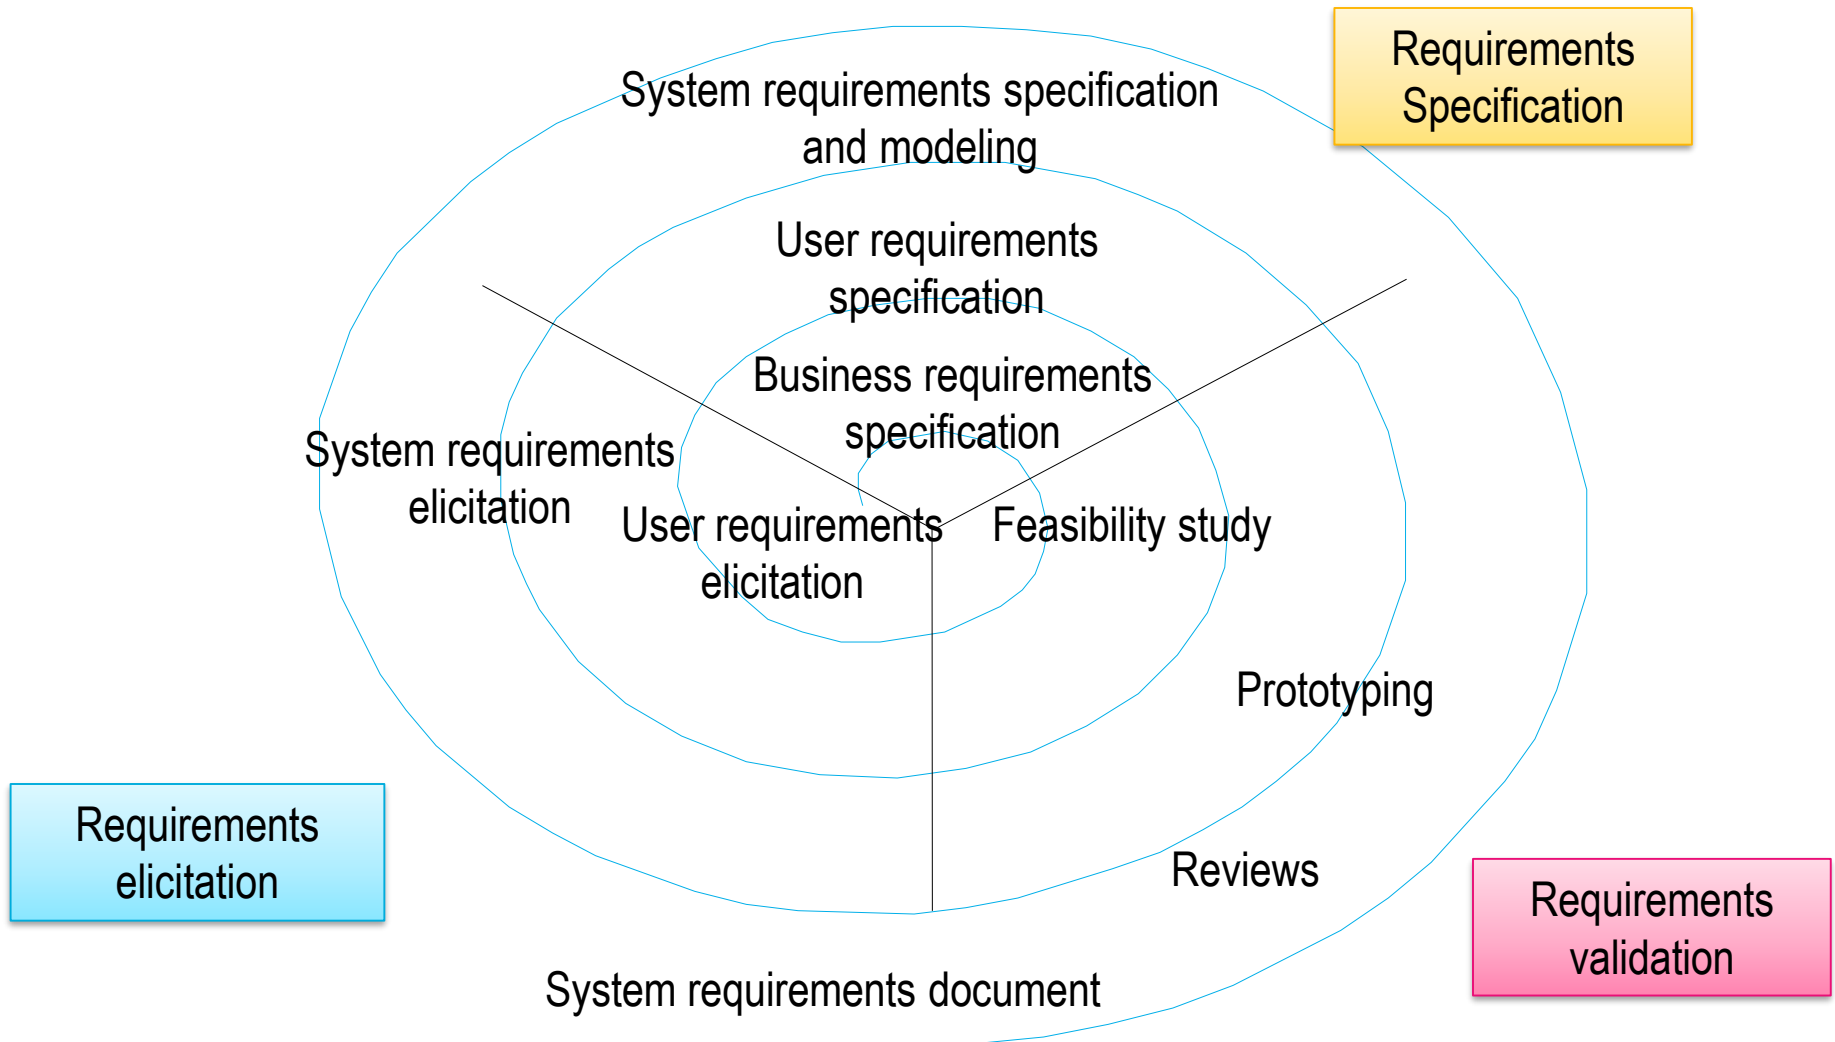 Requirements
Specification
System requirements specification
and modeling
User requirements
specification
Business requirements
specification
System requirements
elicitation
User requirements
elicitation
Feasibility study
Prototyping
Requirements
elicitation
Reviews
Requirements
validation
System requirements document